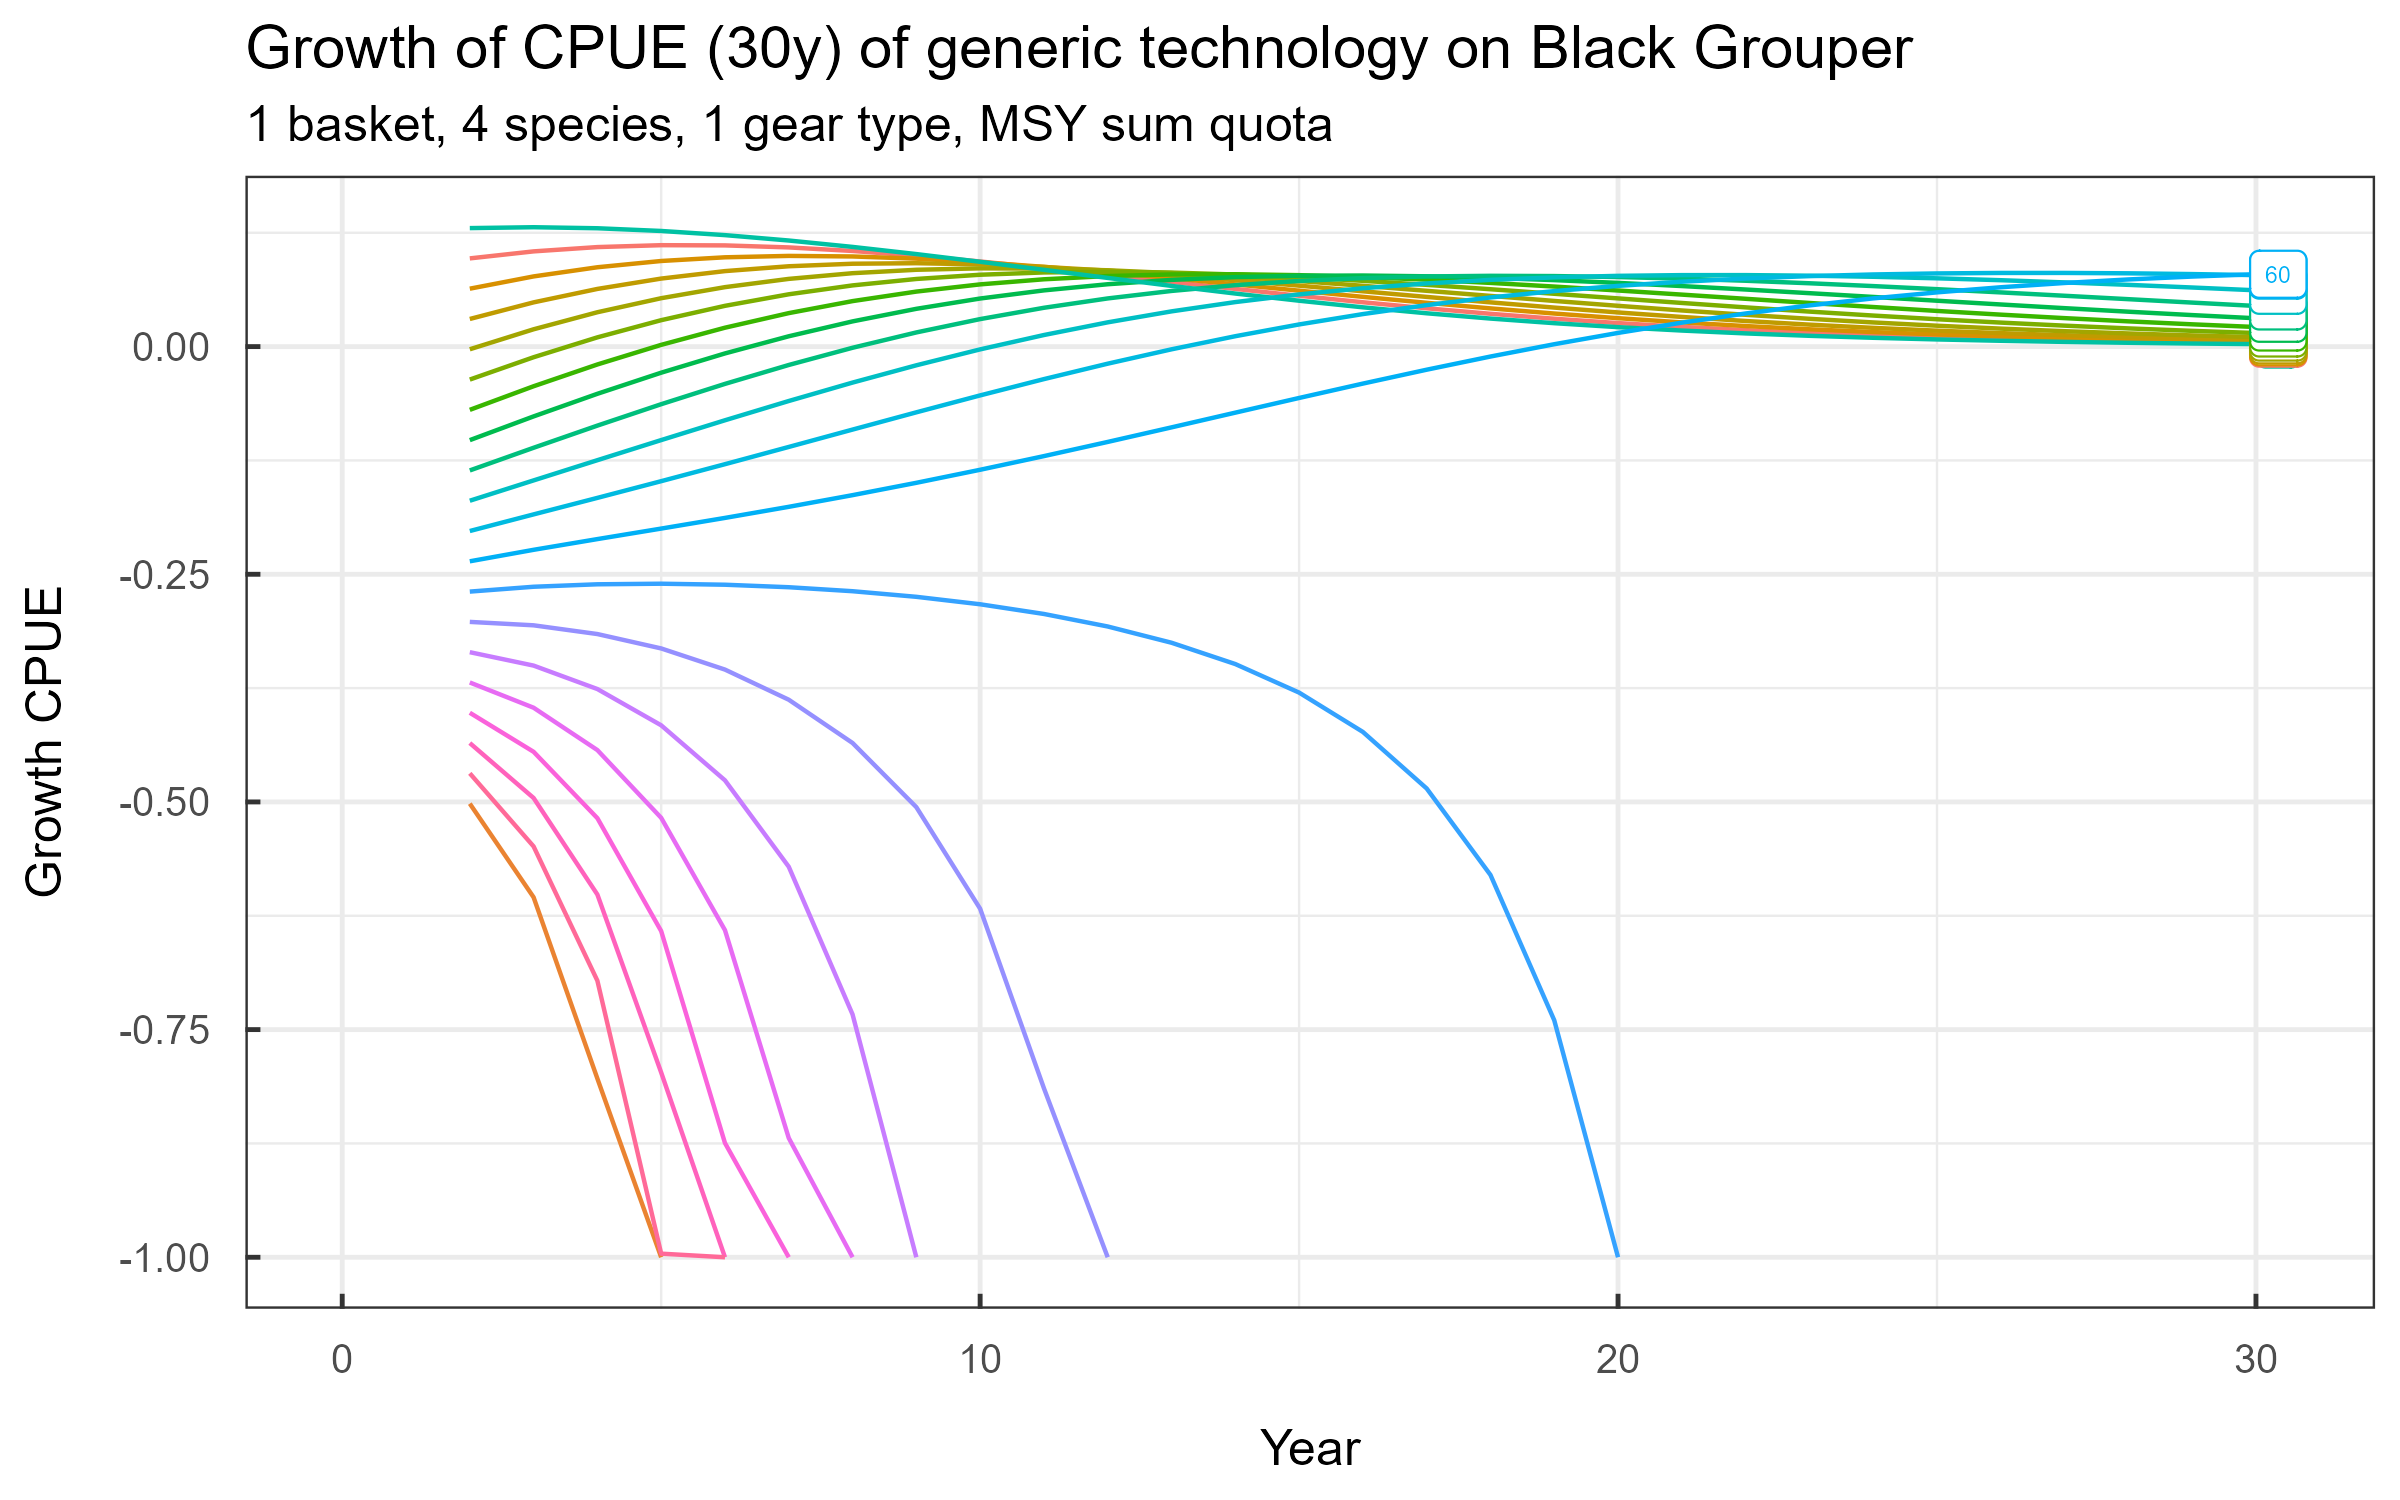 Growth of CPUE (30y) of generic technology on Black Grouper
1 basket, 4 species, 1 gear type, MSY sum quota
Growth CPUE
0.00
-0.25
-0.50
-0.75
-1.00
60
0
10
20
30
Year